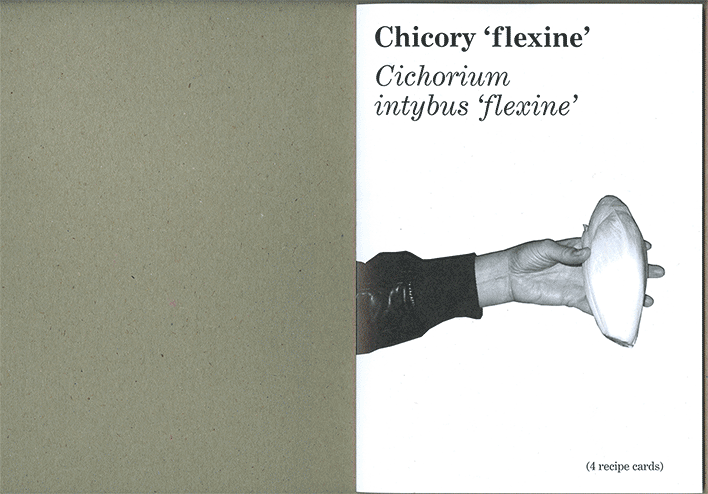 Chicory ‘flexine’
Cichorium
intybus ‘flexine’
(4 recipe cards)